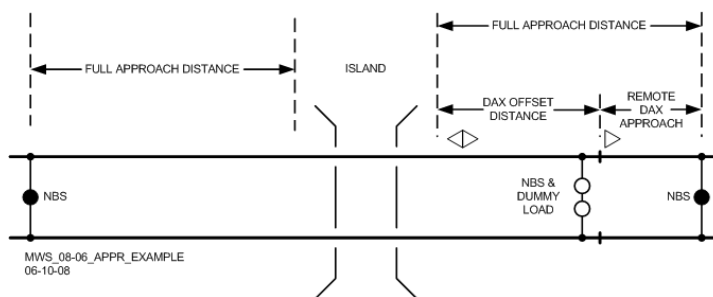 FULL APPROACH DISTANCE
FULL APPROACH DISTANCE
ISLAND
DAX OFFSET
DISTANCE
REMOTE
DAX
APPROACH
NBS
NBS &
DUMMY
LOAD
NBS
MWS_08-06_APPR_EXAMPLE
06-10-08